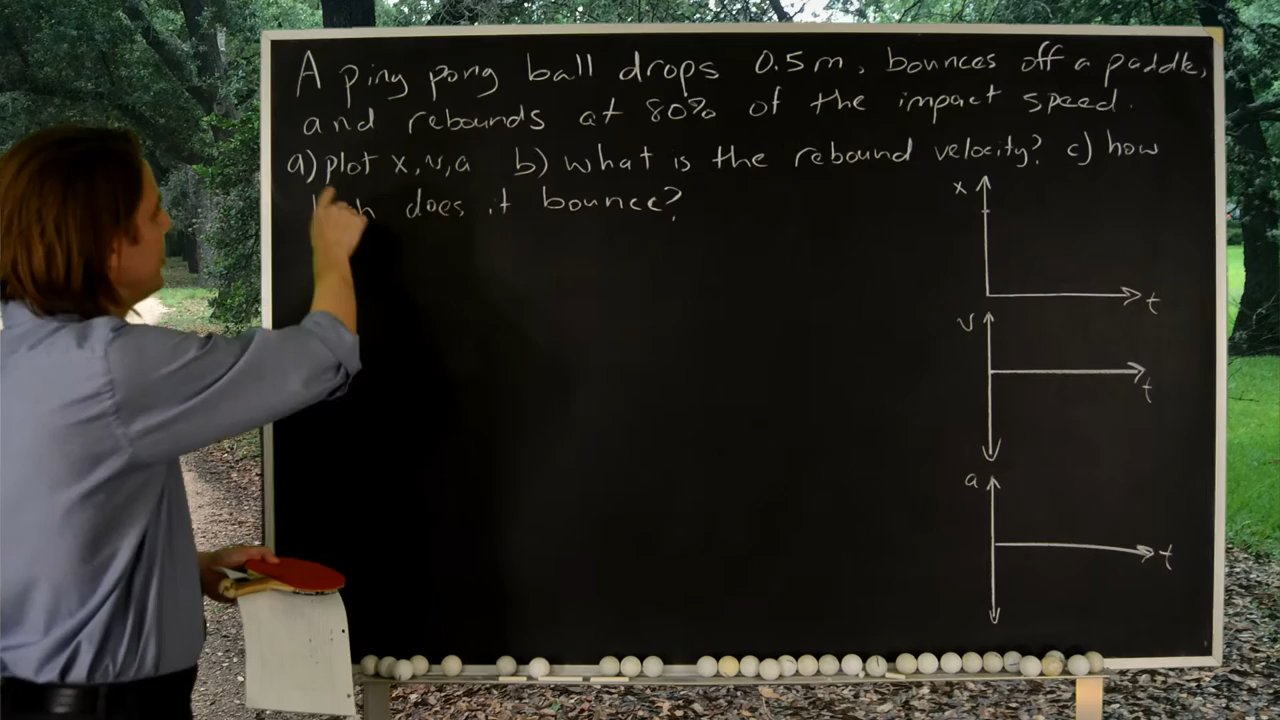 A ping pong ball drops 0.5m, bounces off a paddle,
and rebounds at 80% of the impact speed.
a) plot x, v, a b) what is the rebound velocity? c) how
does it bounce?
x
t
v
t
a
t